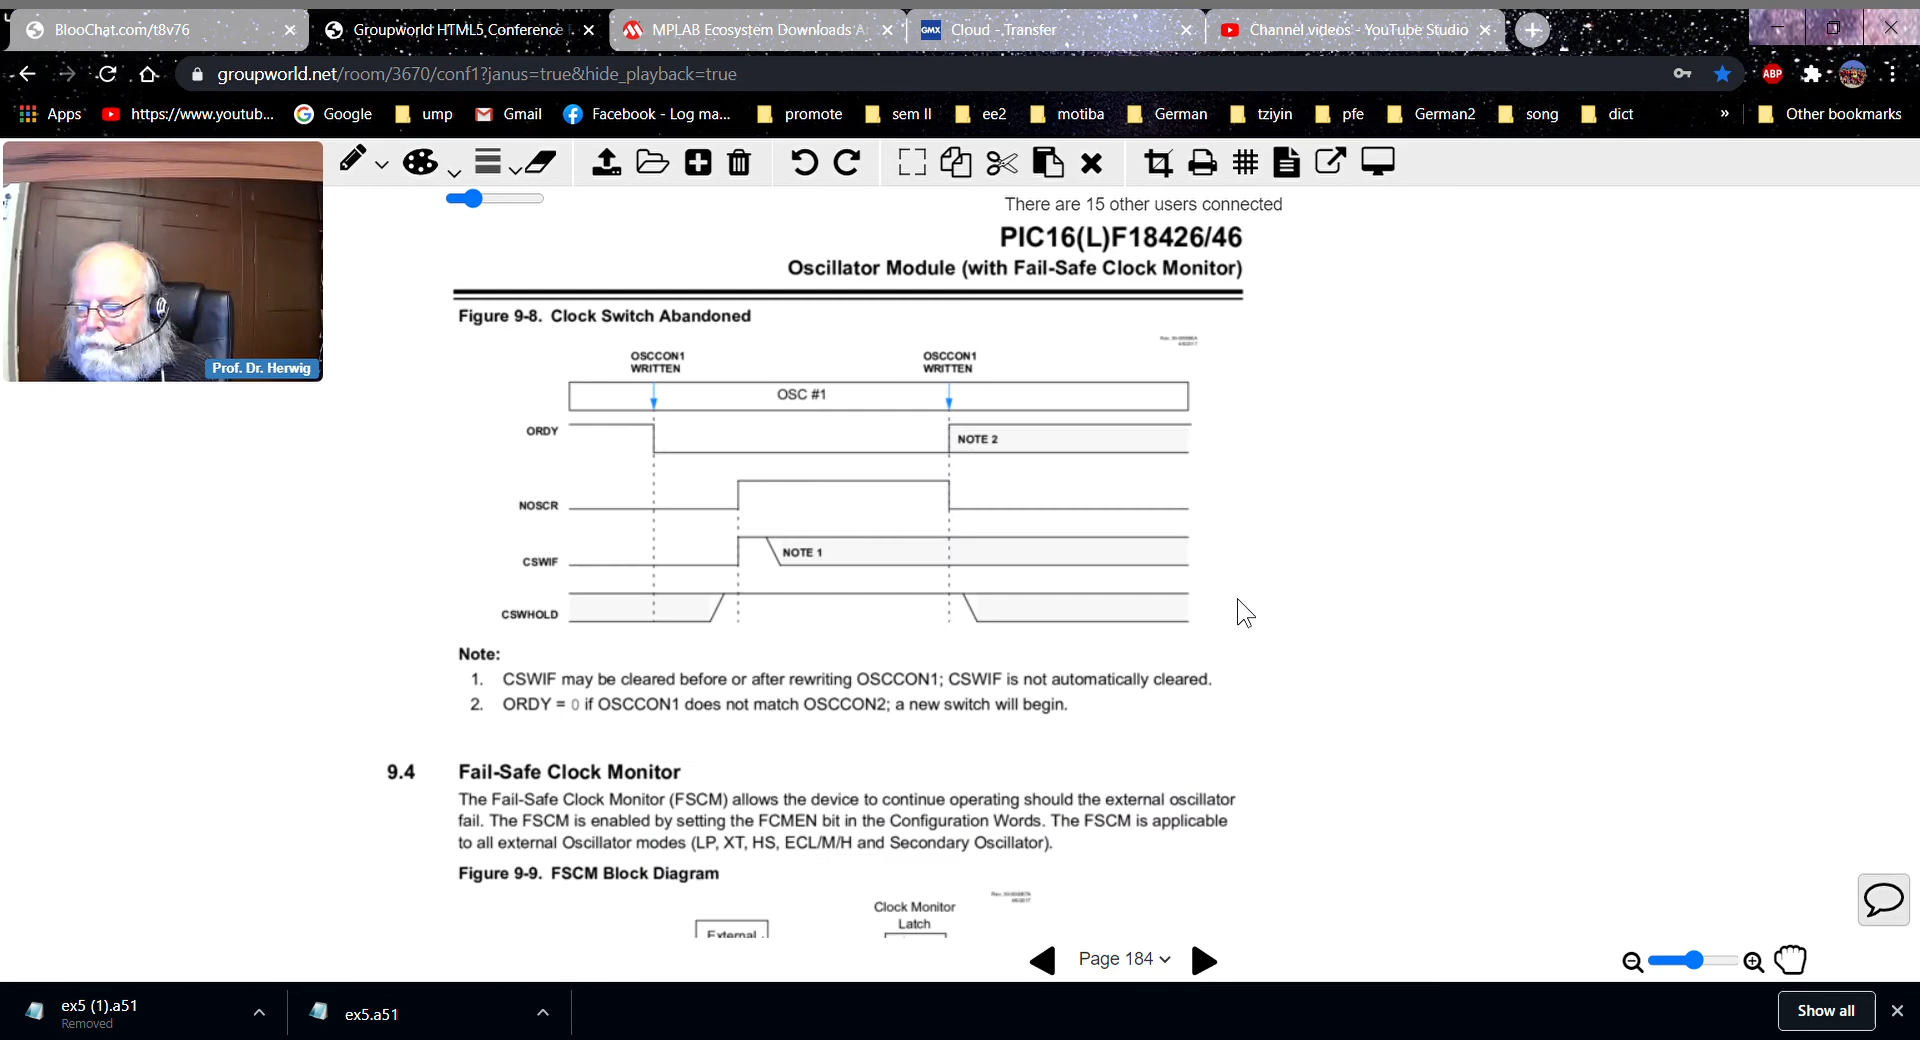 BlooChat.com/t8v76
Groupworld HTML5 Conference
MPLAB Ecosystem Downloads A
GMX
Cloud - Transfer
Channel videos - YouTube Studio
groupworld.net/room/3670/conf1?janus=true&hide_playback=true
ABP
Apps
https://www.youtub...
Google
ump
Gmail
Facebook - Log ma...
promote
sem II
ee2
motiba
German
tziyin
pfe
German2
song
dict
»
Other bookmarks
There are 15 other users connected
Prof. Dr. Herwig
PIC16(L)F18426/46
Oscillator Module (with Fail-Safe Clock Monitor)
Figure 9-8. Clock Switch Abandoned
OSCCON1
WRITTEN
OSCCON1
WRITTEN
OSC #1
ORDY
NOTE 2
NOSCR
CSWIF
NOTE 1
CSWHOLD
Note:
1. CSWIF may be cleared before or after rewriting OSCCON1; CSWIF is not automatically cleared.
2. ORDY = 0 if OSCCON1 does not match OSCCON2; a new switch will begin.
9.4 Fail-Safe Clock Monitor
The Fail-Safe Clock Monitor (FSCM) allows the device to continue operating should the external oscillator
fail. The FSCM is enabled by setting the FCMEN bit in the Configuration Words. The FSCM is applicable
to all external Oscillator modes (LP, XT, HS, ECL/M/H and Secondary Oscillator).
Figure 9-9. FSCM Block Diagram
Clock Monitor
Latch
External
Page 184
ex5 (1).a51
Removed
ex5.a51
Show all